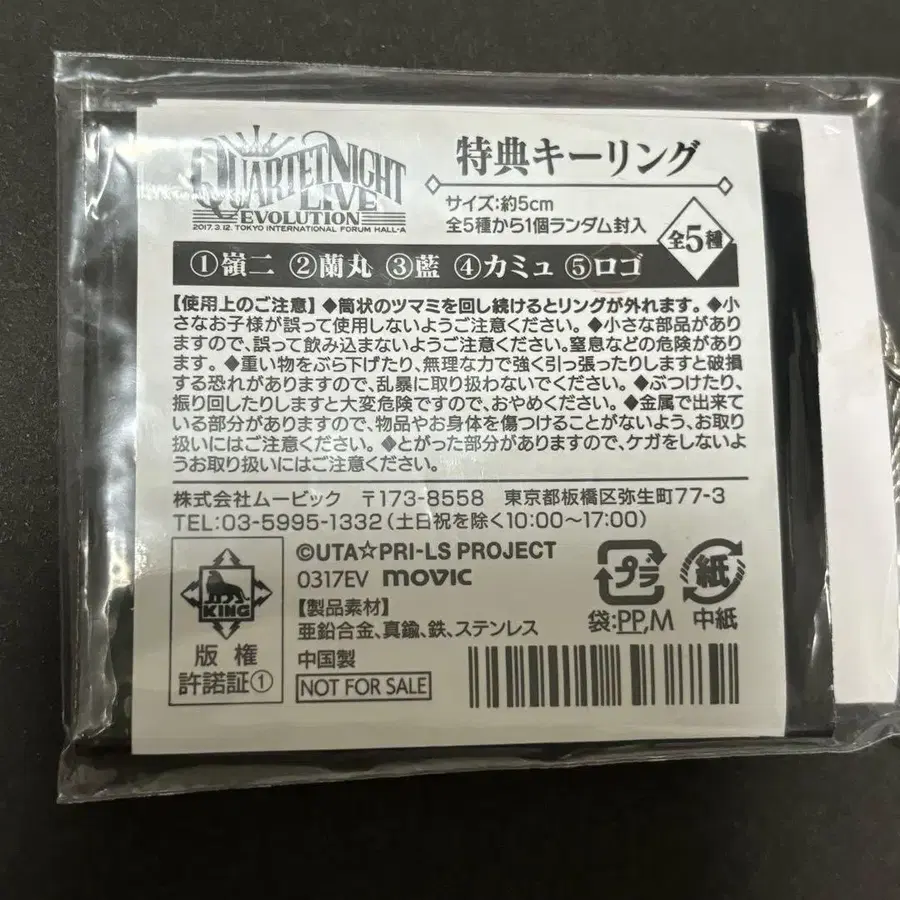 QUARTET NIGHT
LIVE
EVOLUTION
2017.3.12. TOKYO INTERNATIONAL FORUM HALL-A
特典キーリング
サイズ:約5cm
全5種から1個ランダム封入
全5種
①嶺二 ②蘭丸 ③藍 ④カミュ ⑤ロゴ
【使用上のご注意】◆筒状のツマミを回し続けるとリングが外れます。◆小
さなお子様が誤って使用しないようご注意ください。◆小さな部品があり
ますので、誤って飲み込まないようご注意ください。窒息などの危険があり
ます。◆重い物をぶら下げたり、無理な力で強く引っ張ったりしますと破損
する恐れがありますので、乱暴に取り扱わないでください。◆ぶつけたり、
振り回したりしますと大変危険ですので、おやめください。◆金属で出来て
いる部分がありますので、物品やお身体を傷つけることがないよう、お取り
扱いにはご注意ください。◆とがった部分がありますので、ケガをしないよ
うお取り扱いにはご注意ください。
株式会社ムービック 〒173-8558 東京都板橋区弥生町77-3
TEL:03-5995-1332(土日祝を除く10:00〜17:00)
KING
版権
許諾証①
©UTA☆PRI-LS PROJECT
0317EV movic
【製品素材】
亜鉛合金、真鍮、鉄、ステンレス
中国製
NOT FOR SALE
プラ
袋:PP,M
紙
中紙